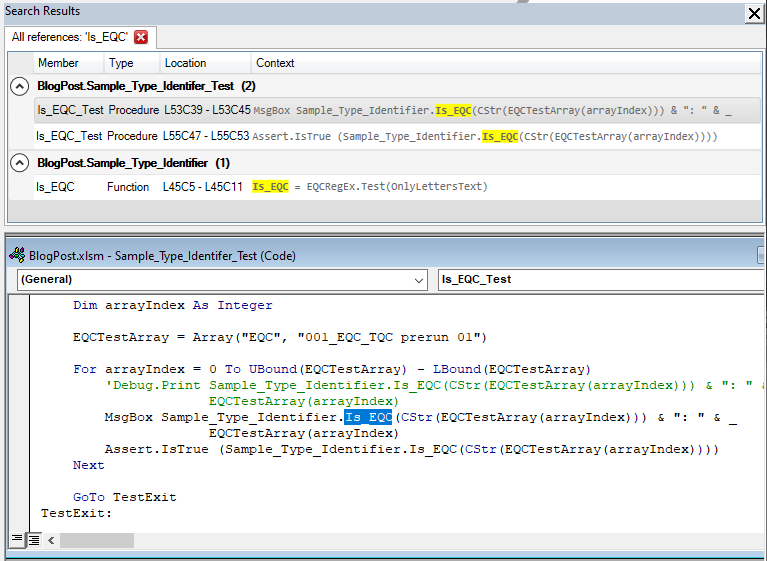 Search Results
All references: 'Is_EQC'
Member Type Location Context
BlogPost.Sample_Type_Identifer_Test (2)
Is_EQC_Test Procedure L53C39 - L53C45 MsgBox Sample_Type_Identifier.Is_EQC(CStr(EQCTestArray(arrayIndex))) & ": " & _
Is_EQC_Test Procedure L55C47 - L55C53 Assert.IsTrue (Sample_Type_Identifier.Is_EQC(CStr(EQCTestArray(arrayIndex))))
BlogPost.Sample_Type_Identifier (1)
Is_EQC Function L45C5 - L45C11 Is_EQC = EQCRegEx.Test(OnlyLettersText)
BlogPost.xlsm - Sample_Type_Identifer_Test (Code)
(General) Is_EQC_Test
Dim arrayIndex As Integer
EQCTestArray = Array("EQC", "001_EQC_TQC prerun 01")
For arrayIndex = 0 To UBound(EQCTestArray) - LBound(EQCTestArray)
'Debug.Print Sample_Type_Identifier.Is_EQC(CStr(EQCTestArray(arrayIndex))) & ": " &
EQCTestArray(arrayIndex)
MsgBox Sample_Type_Identifier.Is_EQC(CStr(EQCTestArray(arrayIndex))) & ": " & _
EQCTestArray(arrayIndex)
Assert.IsTrue (Sample_Type_Identifier.Is_EQC(CStr(EQCTestArray(arrayIndex))))
Next
GoTo TestExit
TestExit: